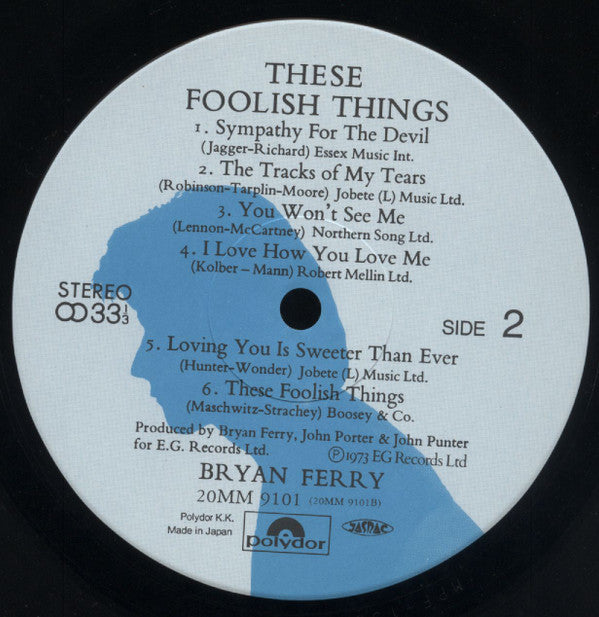 THESE
FOOLISH THINGS
1. Sympathy For The Devil
(Jagger-Richard) Essex Music Int.
2. The Tracks of My Tears
(Robinson-Tarplin-Moore) Jobete (L) Music Ltd.
3. You Won't See Me
(Lennon-McCartney) Northern Song Ltd.
4. I Love How You Love Me
(Kolber – Mann) Robert Mellin Ltd.
STEREO
33 1/3
SIDE 2
5. Loving You Is Sweeter Than Ever
(Hunter-Wonder) Jobete (L) Music Ltd.
6. These Foolish Things
(Maschwitz-Strachey) Boosey & Co.
Produced by Bryan Ferry, John Porter & John Punter
for E.G. Records Ltd.
Ⓟ1973 EG Records Ltd
BRYAN FERRY
20MM 9101 (20MM 9101B)
Polydor K.K.
Made in Japan
polydor
JASRAC